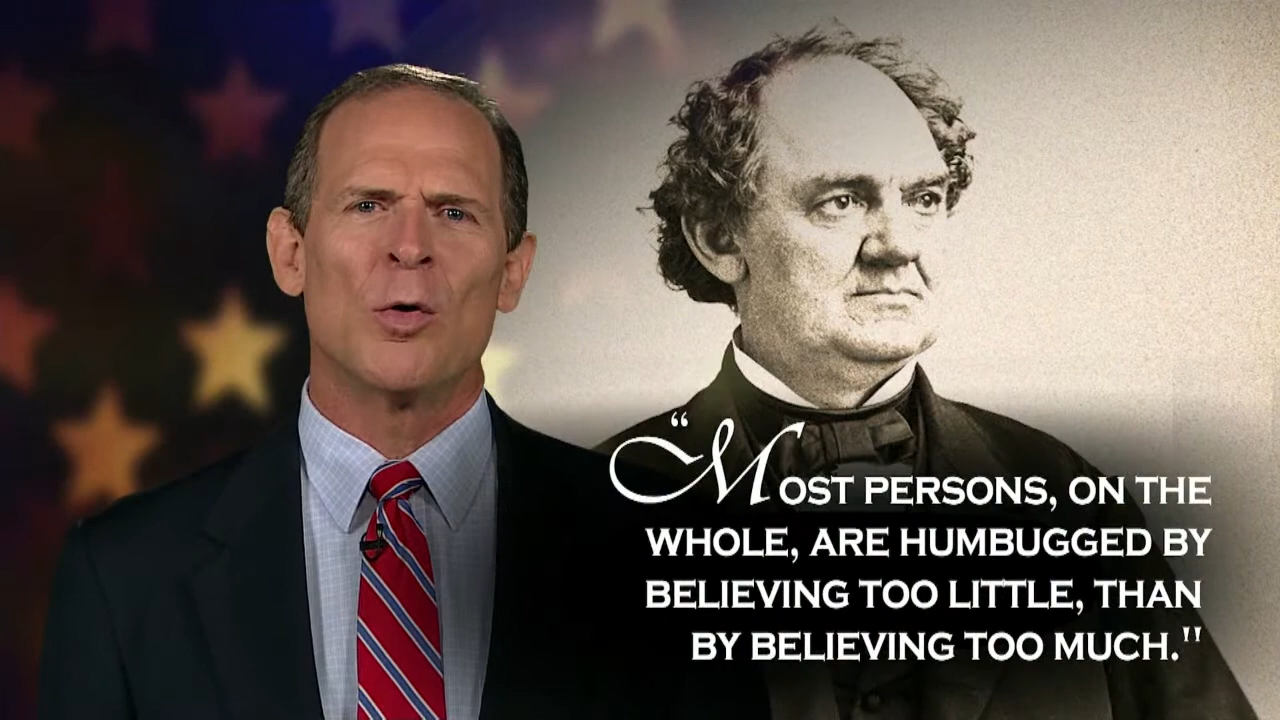 "MOST PERSONS, ON THE
WHOLE, ARE HUMBUGGED BY
BELIEVING TOO LITTLE, THAN
BY BELIEVING TOO MUCH."